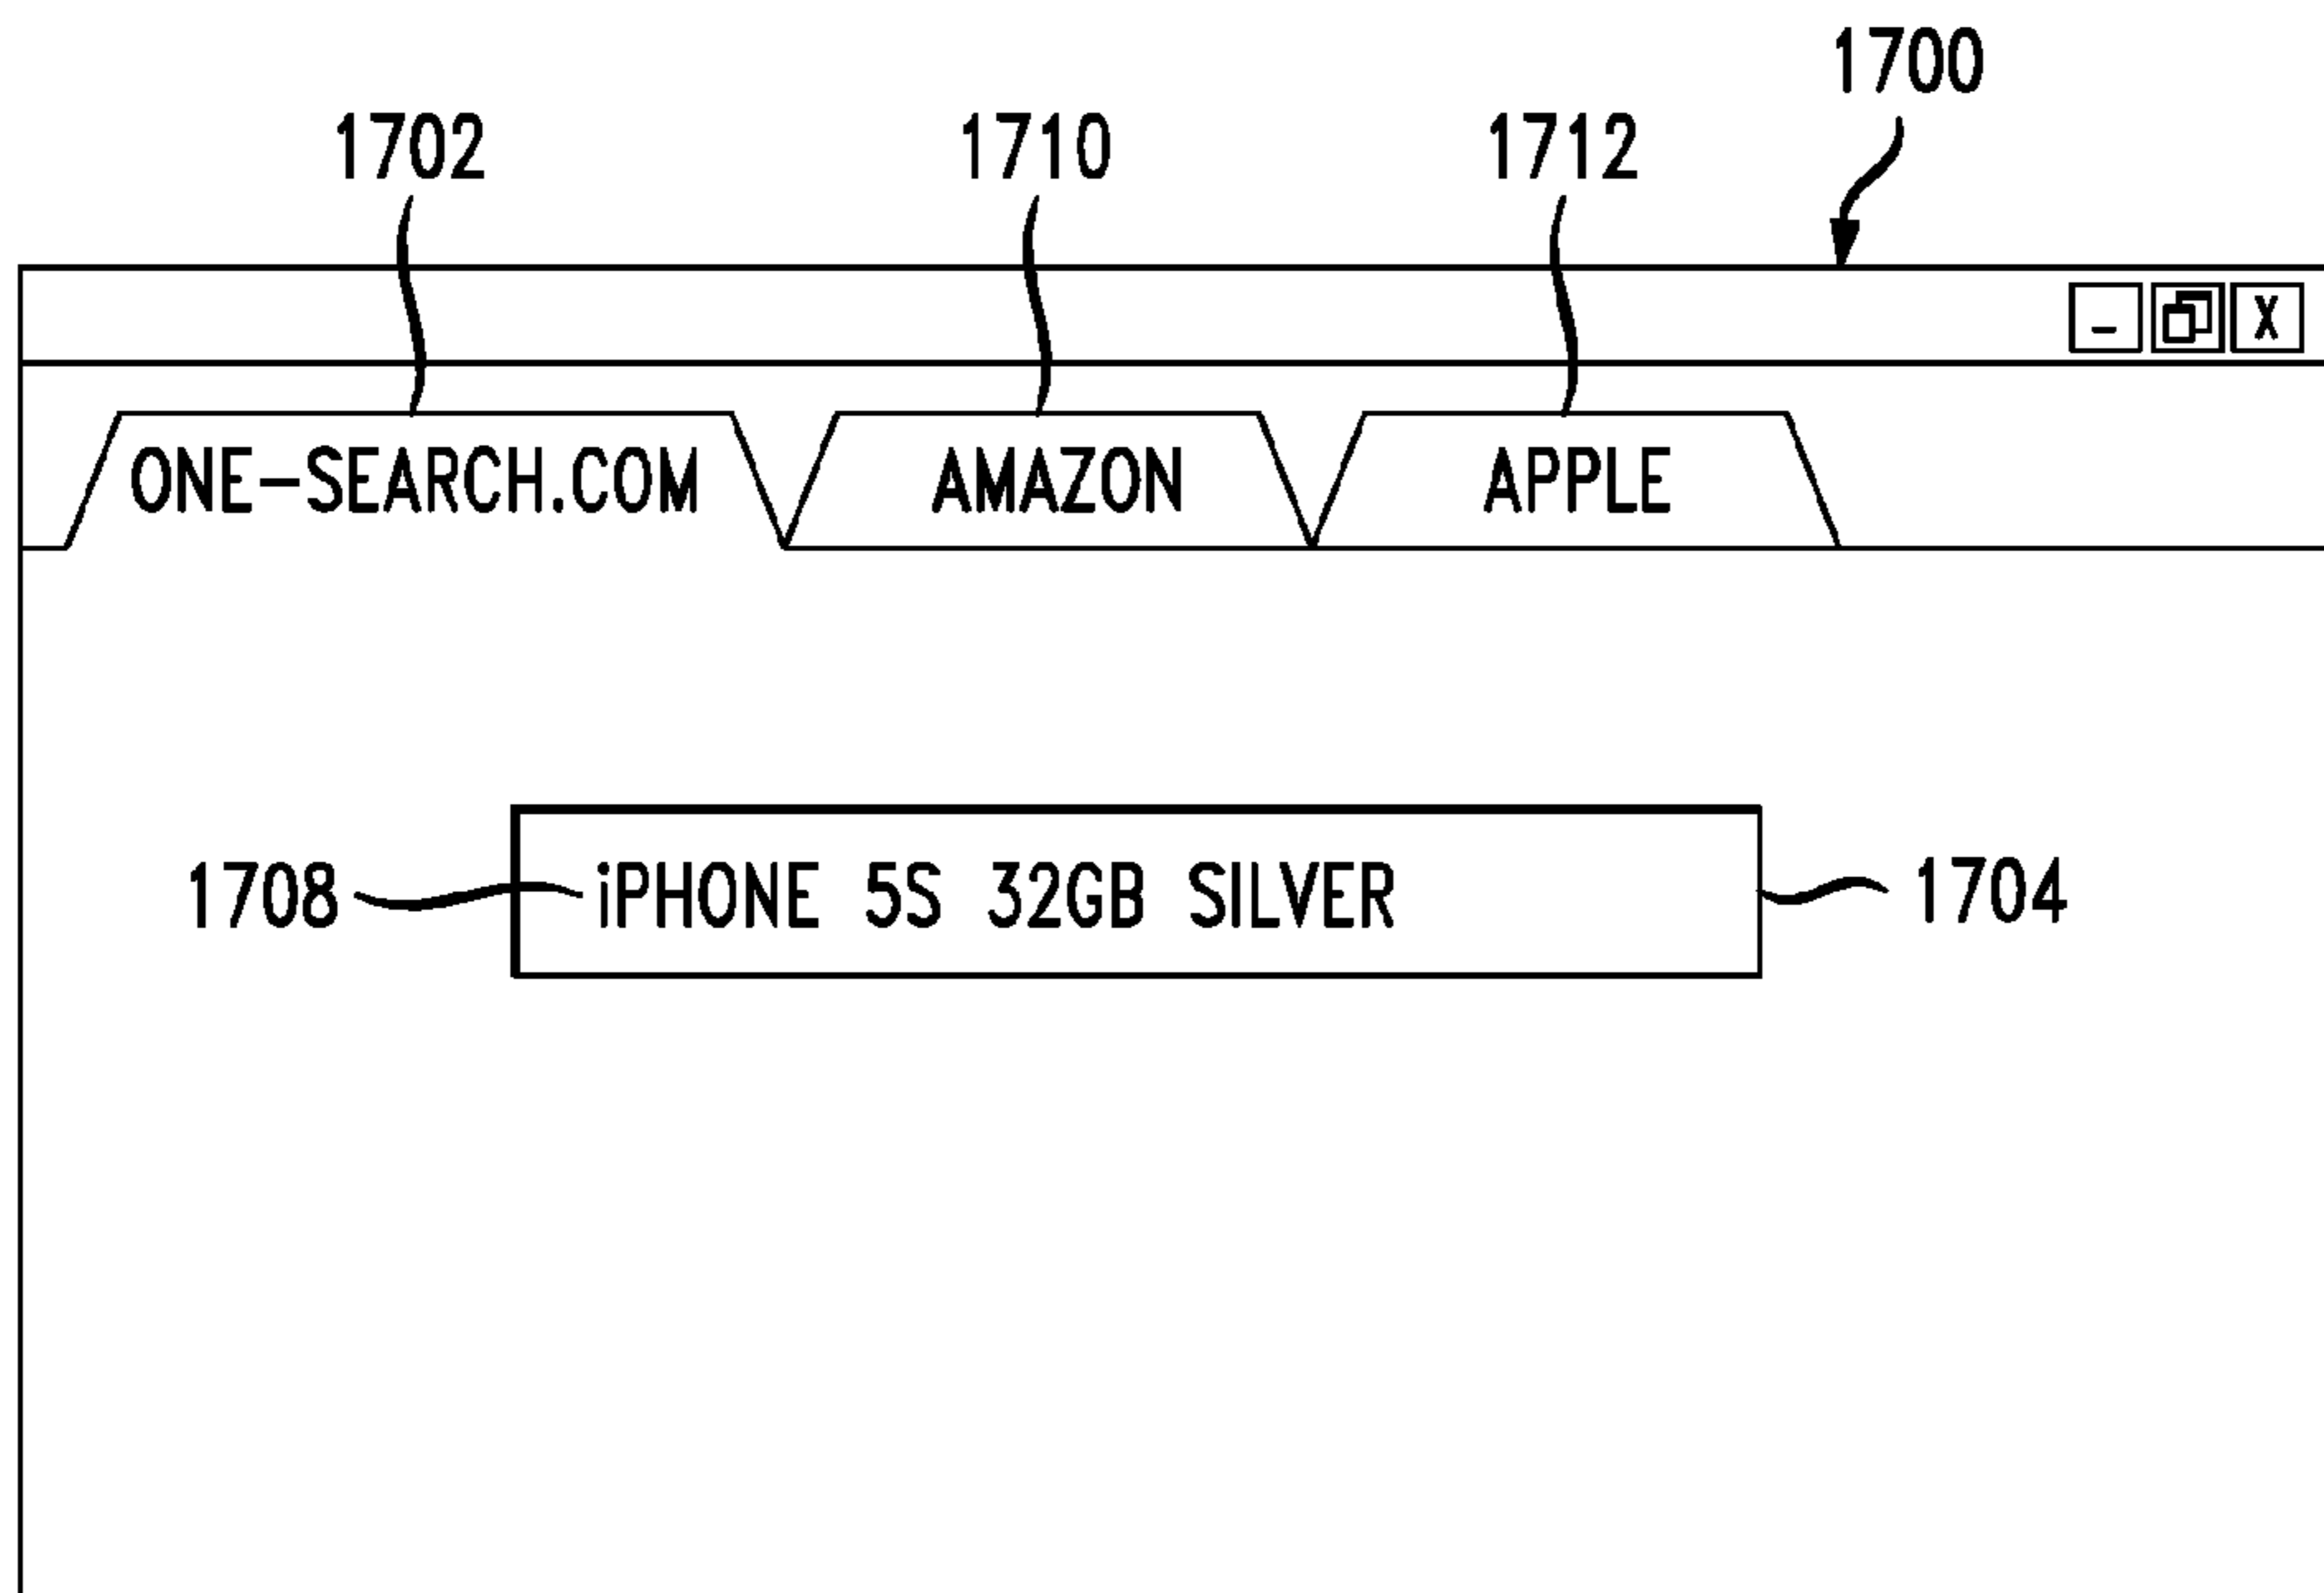 1700
1702 1710 1712
- X
ONE-SEARCH.COM AMAZON APPLE
1708 iPHONE 5S 32GB SILVER 1704